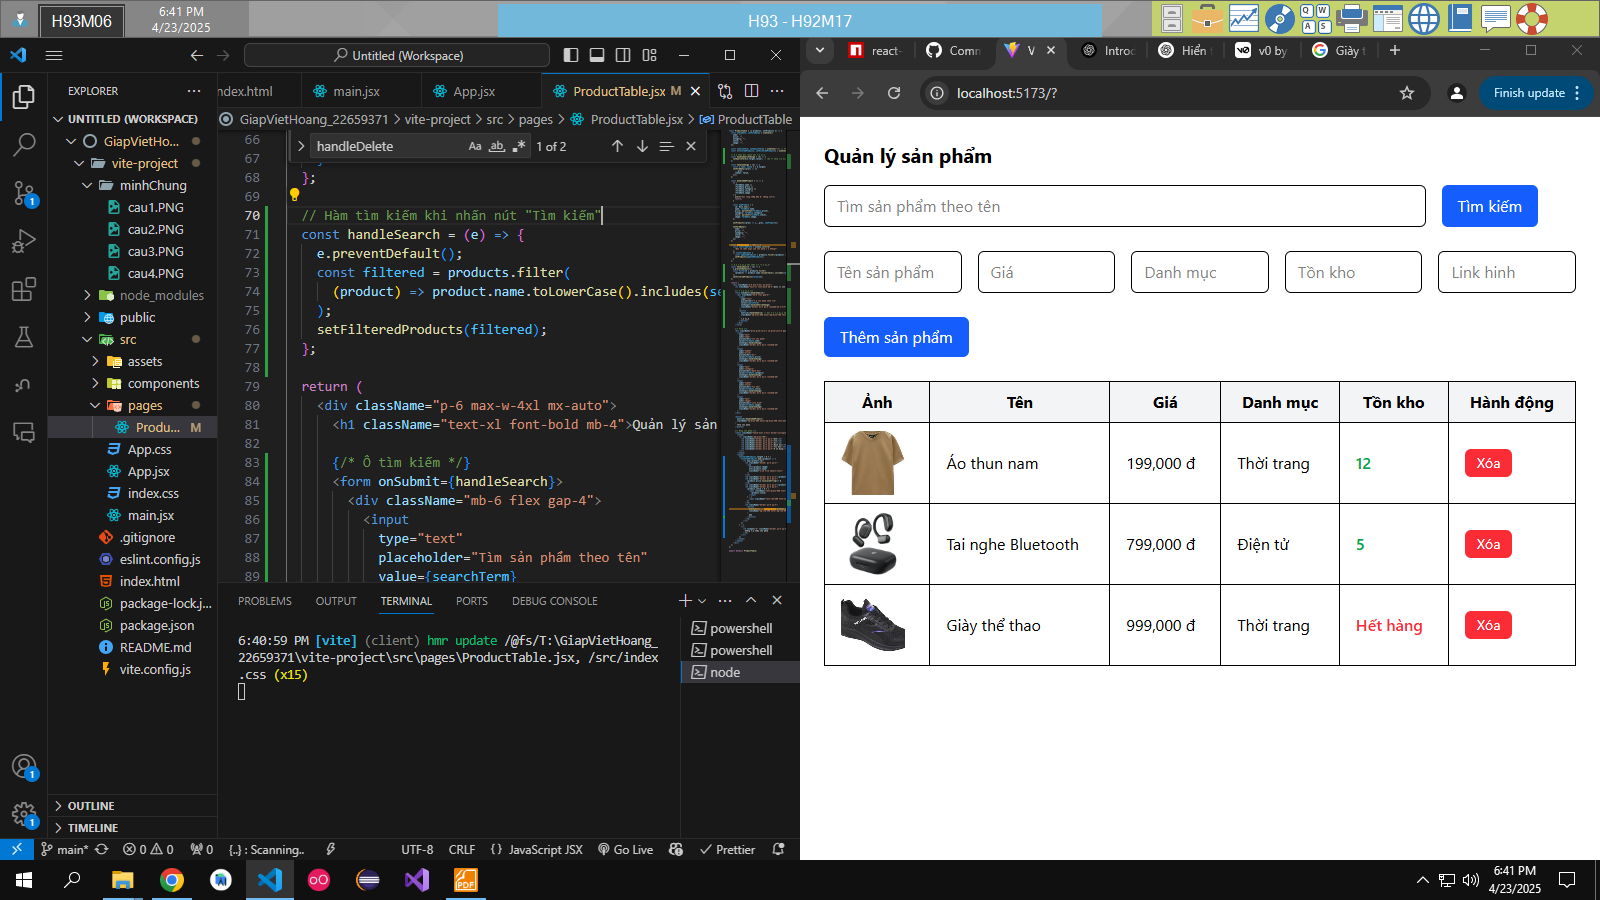 H93M06
6:41 PM
4/23/2025
H93 - H92M17
Q W
A S
Untitled (Workspace)
EXPLORER
UNTITLED (WORKSPACE)
GiapVietHo...
vite-project
minhChung
cau1.PNG
cau2.PNG
cau3.PNG
cau4.PNG
node_modules
public
src
assets
components
pages
Produ... M
App.css
App.jsx
index.css
main.jsx
.gitignore
eslint.config.js
index.html
package-lock.j...
package.json
README.md
vite.config.js
OUTLINE
TIMELINE
ndex.html
main.jsx
App.jsx
ProductTable.jsx M
GiapVietHoang_22659371 > vite-project > src > pages > ProductTable.jsx > ProductTable
handleDelete
Aa ab
1 of 2
66
67
68 };
69
70 // Hàm tìm kiếm khi nhấn nút "Tìm kiếm"
71 const handleSearch = (e) => {
72 e.preventDefault();
73 const filtered = products.filter(
74 (product) => product.name.toLowerCase().includes(se
75 );
76 setFilteredProducts(filtered);
77 };
78
79 return (
80 <div className="p-6 max-w-4xl mx-auto">
81 <h1 className="text-xl font-bold mb-4">Quản lý sản
82
83 {/* Ô tìm kiếm */}
84 <form onSubmit={handleSearch}>
85 <div className="mb-6 flex gap-4">
86 <input
87 type="text"
88 placeholder="Tìm sản phẩm theo tên"
89 value={searchTerm}
PROBLEMS
OUTPUT
TERMINAL
PORTS
DEBUG CONSOLE
6:40:59 PM [vite] (client) hmr update /@fs/T:\GiapVietHoang_
22659371\vite-project\src\pages\ProductTable.jsx, /src/index
.css (x15)
powershell
powershell
node
main*
0 0
0
{..} : Scanning..
UTF-8
CRLF
{} JavaScript JSX
Go Live
Prettier
react-
Comm
V
Introc
Hiển
v0 by
Giày t
localhost:5173/?
Finish update
Quản lý sản phẩm
Tìm sản phẩm theo tên
Tìm kiếm
Tên sản phẩm
Giá
Danh mục
Tồn kho
Link hinh
Thêm sản phẩm
Ảnh Tên Giá Danh mục Tồn kho Hành động
Áo thun nam 199,000 đ Thời trang 12 Xóa
Tai nghe Bluetooth 799,000 đ Điện tử 5 Xóa
Giày thể thao 999,000 đ Thời trang Hết hàng Xóa
PDF
6:41 PM
4/23/2025